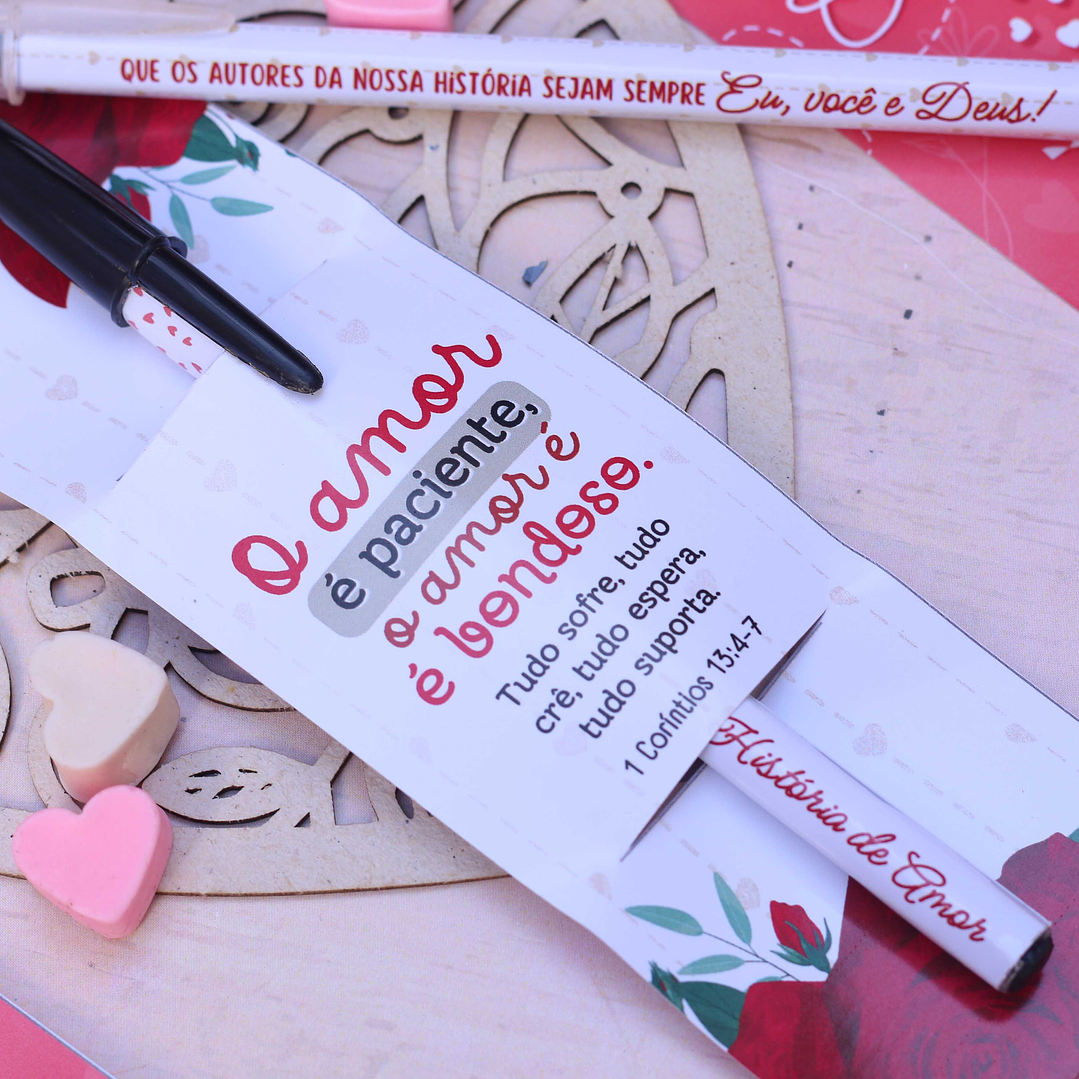 QUE OS AUTORES DA NOSSA HISTÓRIA SEJAM SEMPRE Eu, você e Deus!
O amor
é paciente,
o amor é
é bondoso.
Tudo sofre, tudo
crê, tudo espera,
tudo suporta.
1 Coríntios 13:4-7
História de Amor